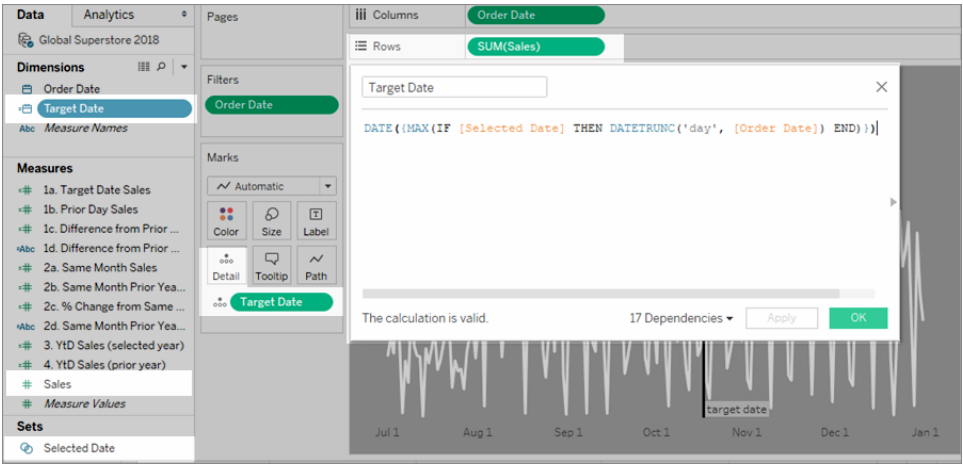 Data
Analytics
Global Superstore 2018
Dimensions
Order Date
Target Date
Abc Measure Names
Measures
1a. Target Date Sales
1b. Prior Day Sales
1c. Difference from Prior ...
Abc 1d. Difference from Prior ...
2a. Same Month Sales
2b. Same Month Prior Yea...
2c. % Change from Same ...
Abc 2d. Same Month Prior Yea...
3. YtD Sales (selected year)
4. YtD Sales (prior year)
Sales
Measure Values
Sets
Selected Date
Pages
Filters
Order Date
Marks
Automatic
Color Size Label
Detail Tooltip Path
Target Date
Columns Order Date
Rows SUM(Sales)
Target Date
DATE({MAX(IF [Selected Date] THEN DATETRUNC('day', [Order Date]) END)})
The calculation is valid.
17 Dependencies
Apply
OK
target date
Jul 1 Aug 1 Sep 1 Oct 1 Nov 1 Dec 1 Jan 1